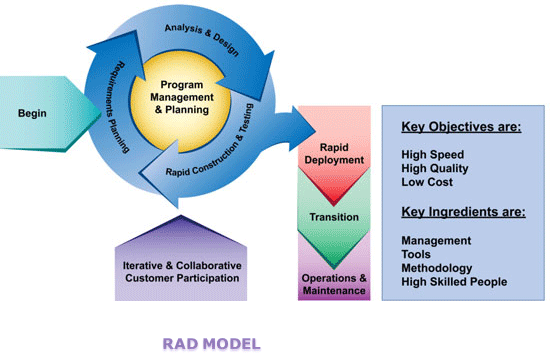 Begin
Requirements Planning
Analysis & Design
Rapid Construction & Testing
Program
Management
& Planning
Iterative & Collaborative
Customer Participation
Rapid
Deployment
Transition
Operations &
Maintenance
Key Objectives are:
High Speed
High Quality
Low Cost
Key Ingredients are:
Management
Tools
Methodology
High Skilled People
RAD MODEL